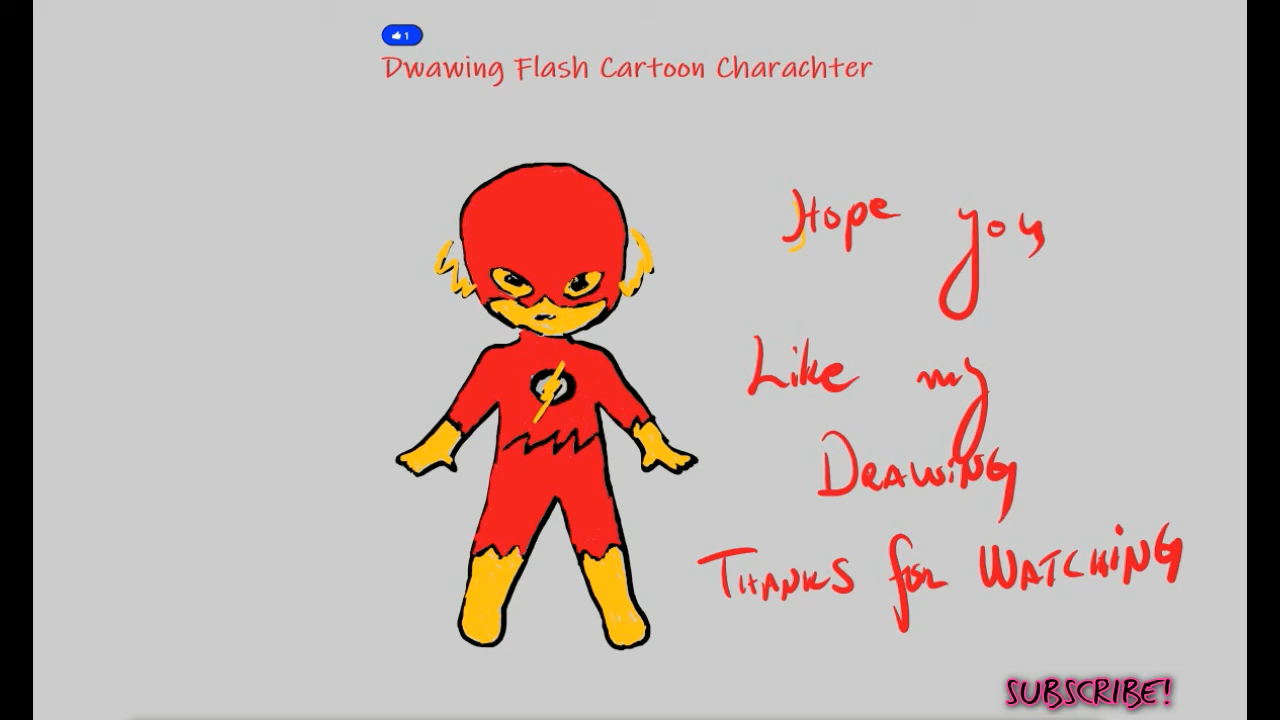 1
Dwawing Flash Cartoon Charachter
Hope you
Like my
DRAWING
THANKS for WATCHING
SUBSCRIBE!